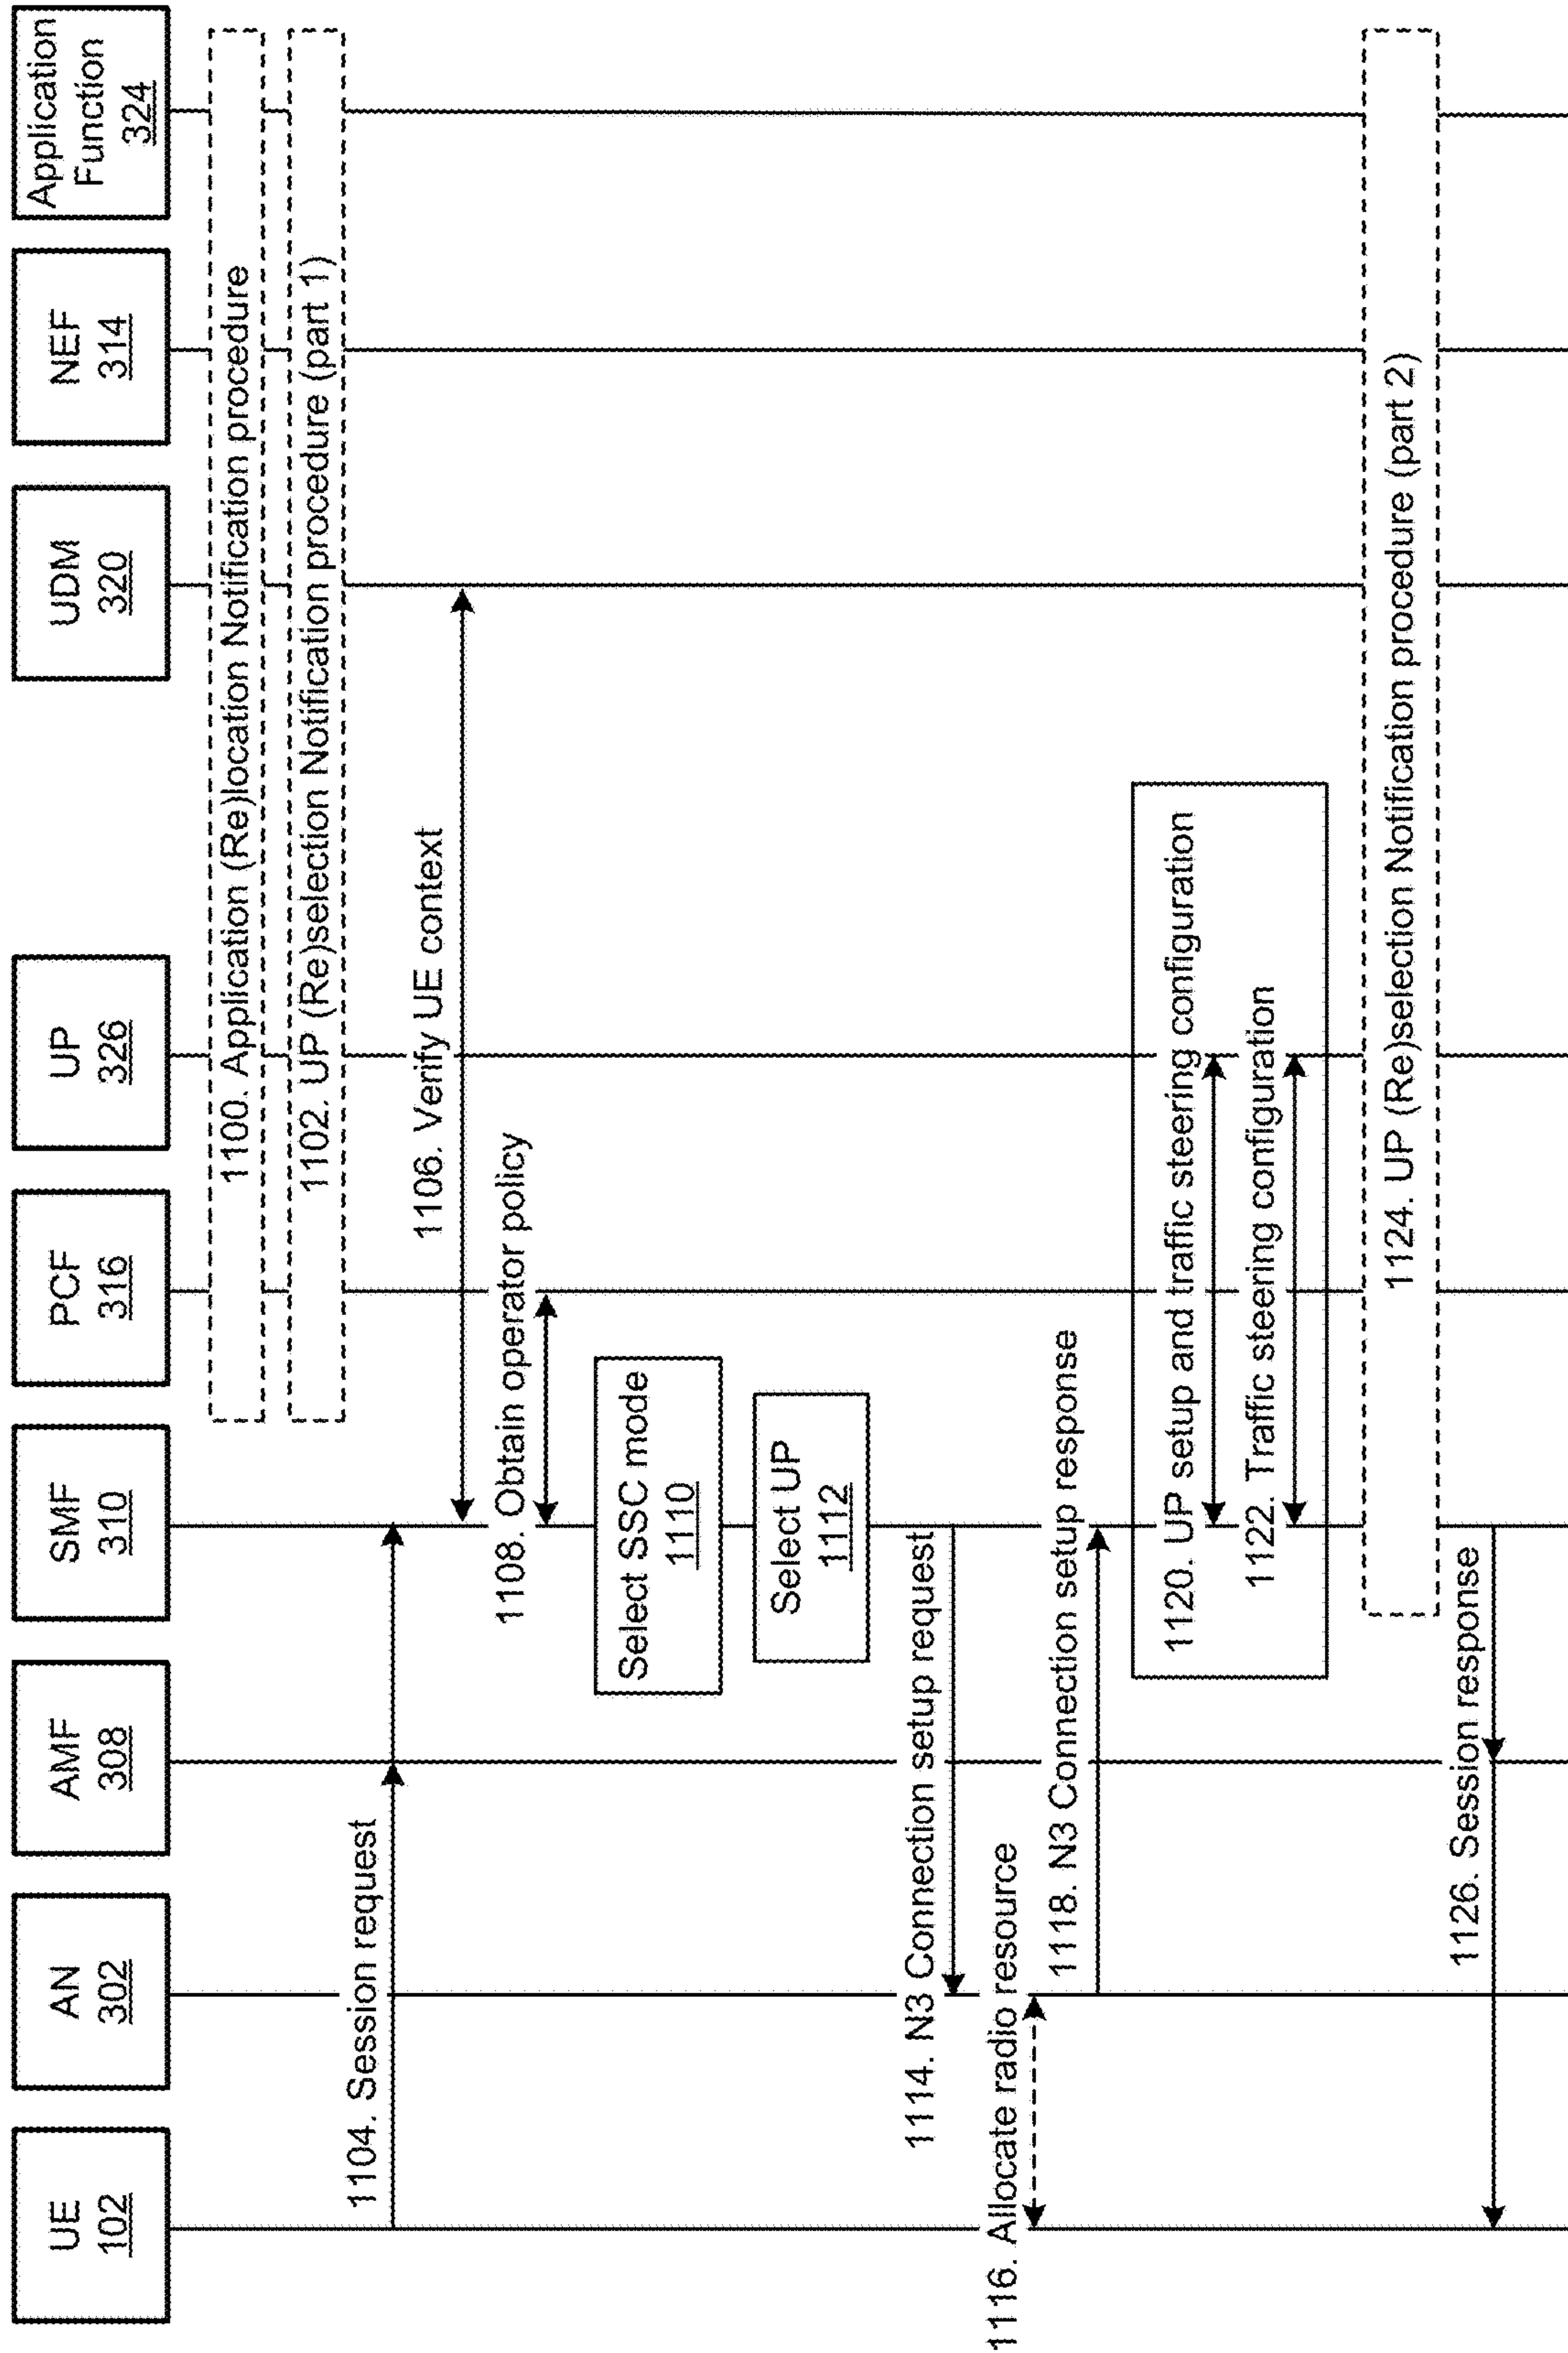 UE
102
AN
302
AMF
308
SMF
310
PCF
316
UP
326
UDM
320
NEF
314
Application
Function
324
1100. Application (Re)location Notification procedure
1102. UP (Re)selection Notification procedure (part 1)
1104. Session request
1106. Verify UE context
1108. Obtain operator policy
Select SSC mode
1110
Select UP
1112
1114. N3 Connection setup request
1116. Allocate radio resource
1118. N3 Connection setup response
1120. UP setup and traffic steering configuration
1122. Traffic steering configuration
1124. UP (Re)selection Notification procedure (part 2)
1126. Session response